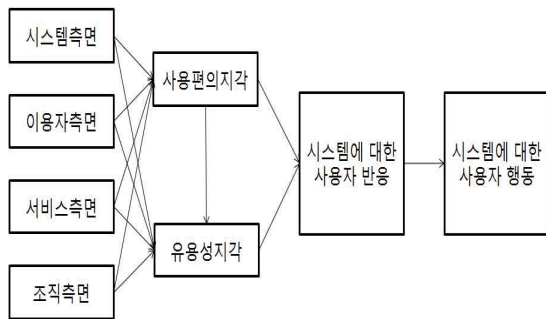 시스템측면
이용자측면
서비스측면
조직측면
사용편의지각
유용성지각
시스템에 대한
사용자 반응
시스템에 대한
사용자 행동